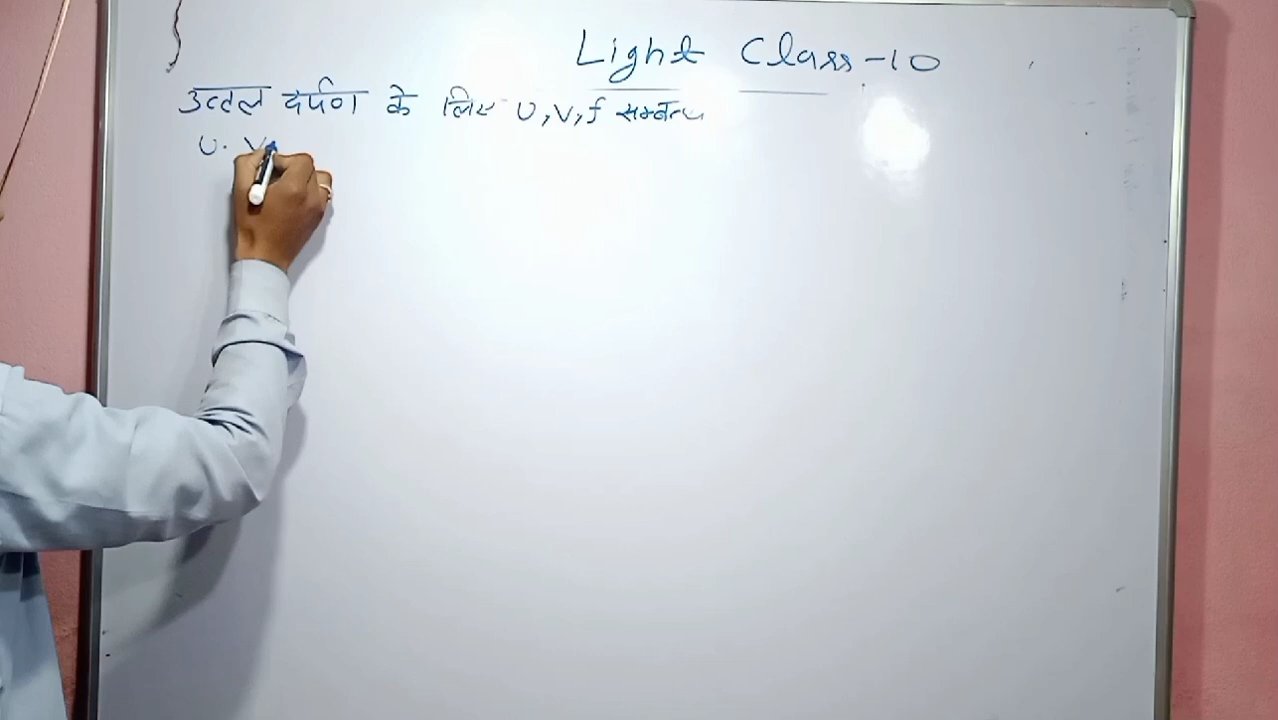 Light Class-10
उत्तल दर्पण के लिए U,V,f सम्बन्ध
U. V